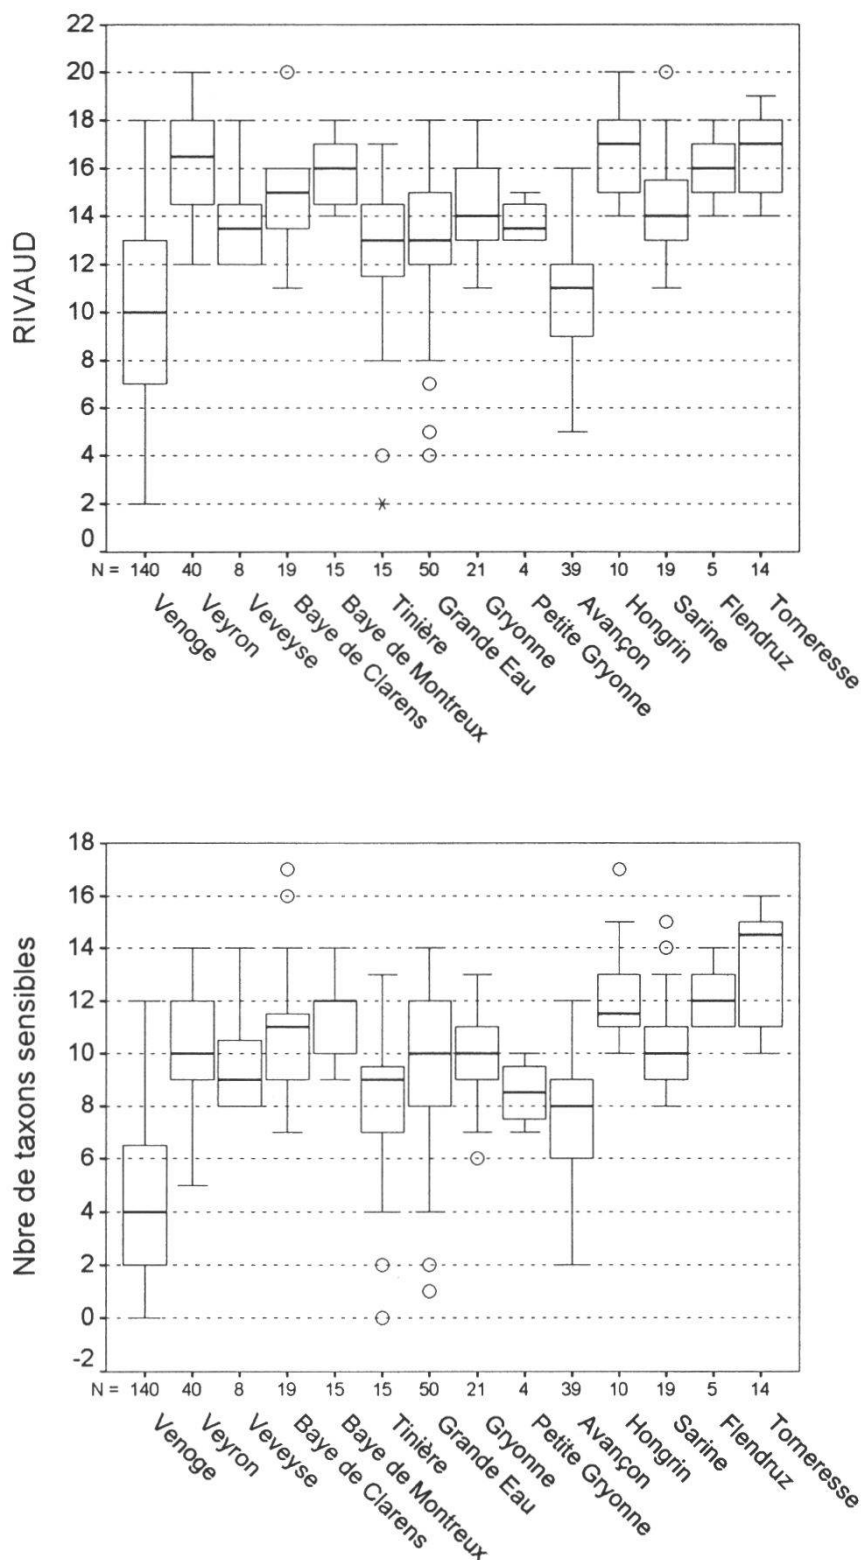 22
20
18
16
14
12
10
8
6
4
2
0
RIVAUD
N = 140 40 8 19 15 15 50 21 4 39 10 19 5 14
Venoge
Veyron
Veveyse
Baye de Clarens
Baye de Montreux
Tinière
Grande Eau
Gryonne
Petite Gryonne
Avançon
Hongrin
Sarine
Flendruz
Torneresse
18
16
14
12
10
8
6
4
2
0
-2
Nbre de taxons sensibles
N = 140 40 8 19 15 15 50 21 4 39 10 19 5 14
Venoge
Veyron
Veveyse
Baye de Clarens
Baye de Montreux
Tinière
Grande Eau
Gryonne
Petite Gryonne
Avançon
Hongrin
Sarine
Flendruz
Torneresse